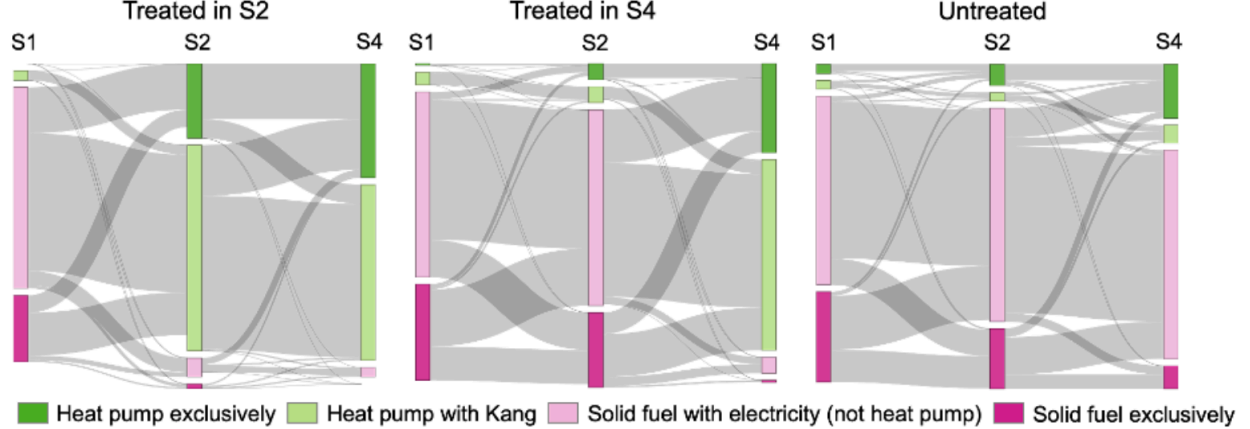 Treated in S2 Treated in S4 Untreated
S1 S2 S4 S1 S2 S4 S1 S2 S4
Heat pump exclusively Heat pump with Kang Solid fuel with electricity (not heat pump) Solid fuel exclusively